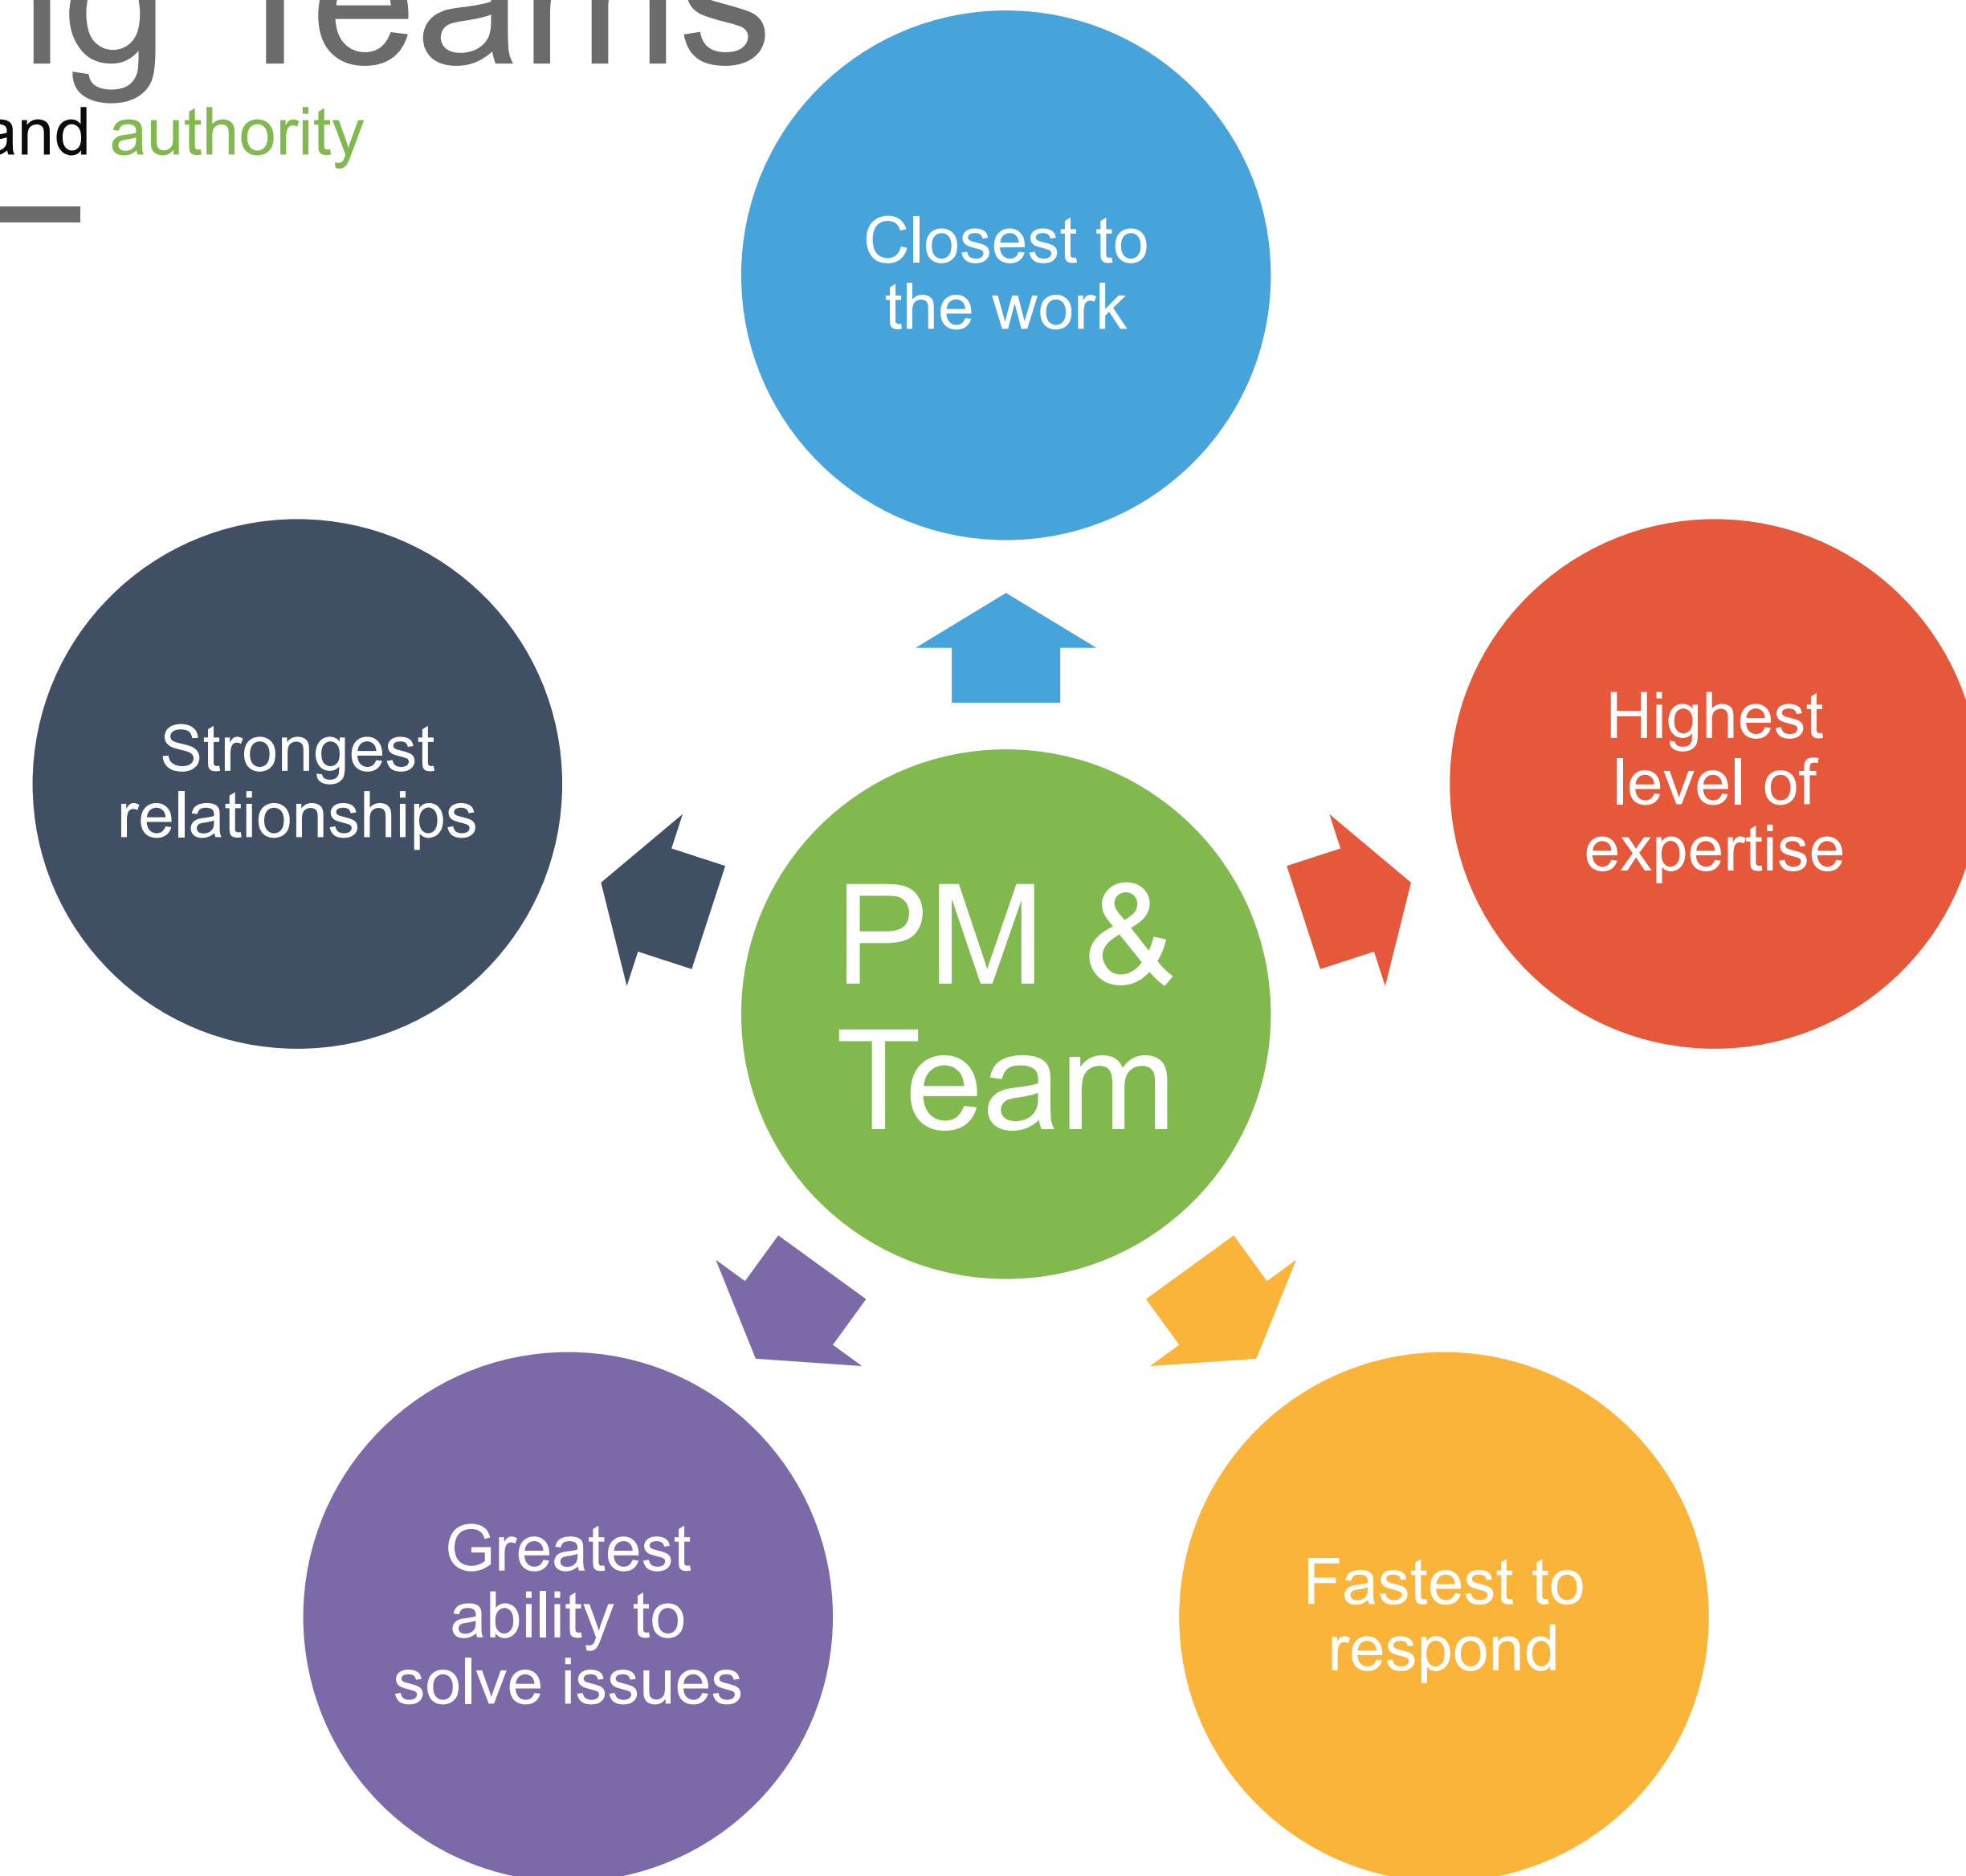 Teams
and authority
Closest to
the work
Highest
level of
expertise
Strongest
relationships
PM &
Team
Greatest
ability to
solve issues
Fastest to
respond